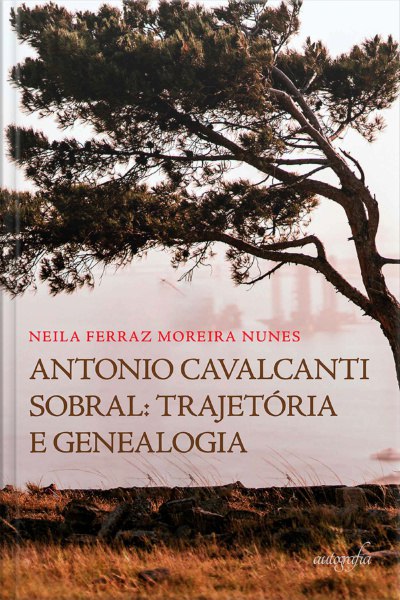 NEILA FERRAZ MOREIRA NUNES
ANTONIO CAVALCANTI
SOBRAL: TRAJETÓRIA
E GENEALOGIA
autografia